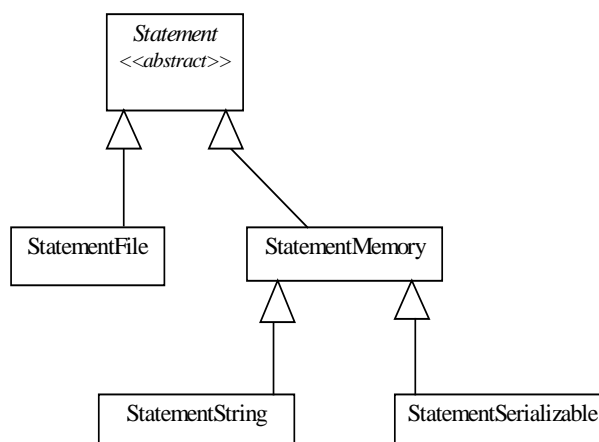 Statement
<<abstract>>
StatementFile
StatementMemory
StatementString
StatementSerializable